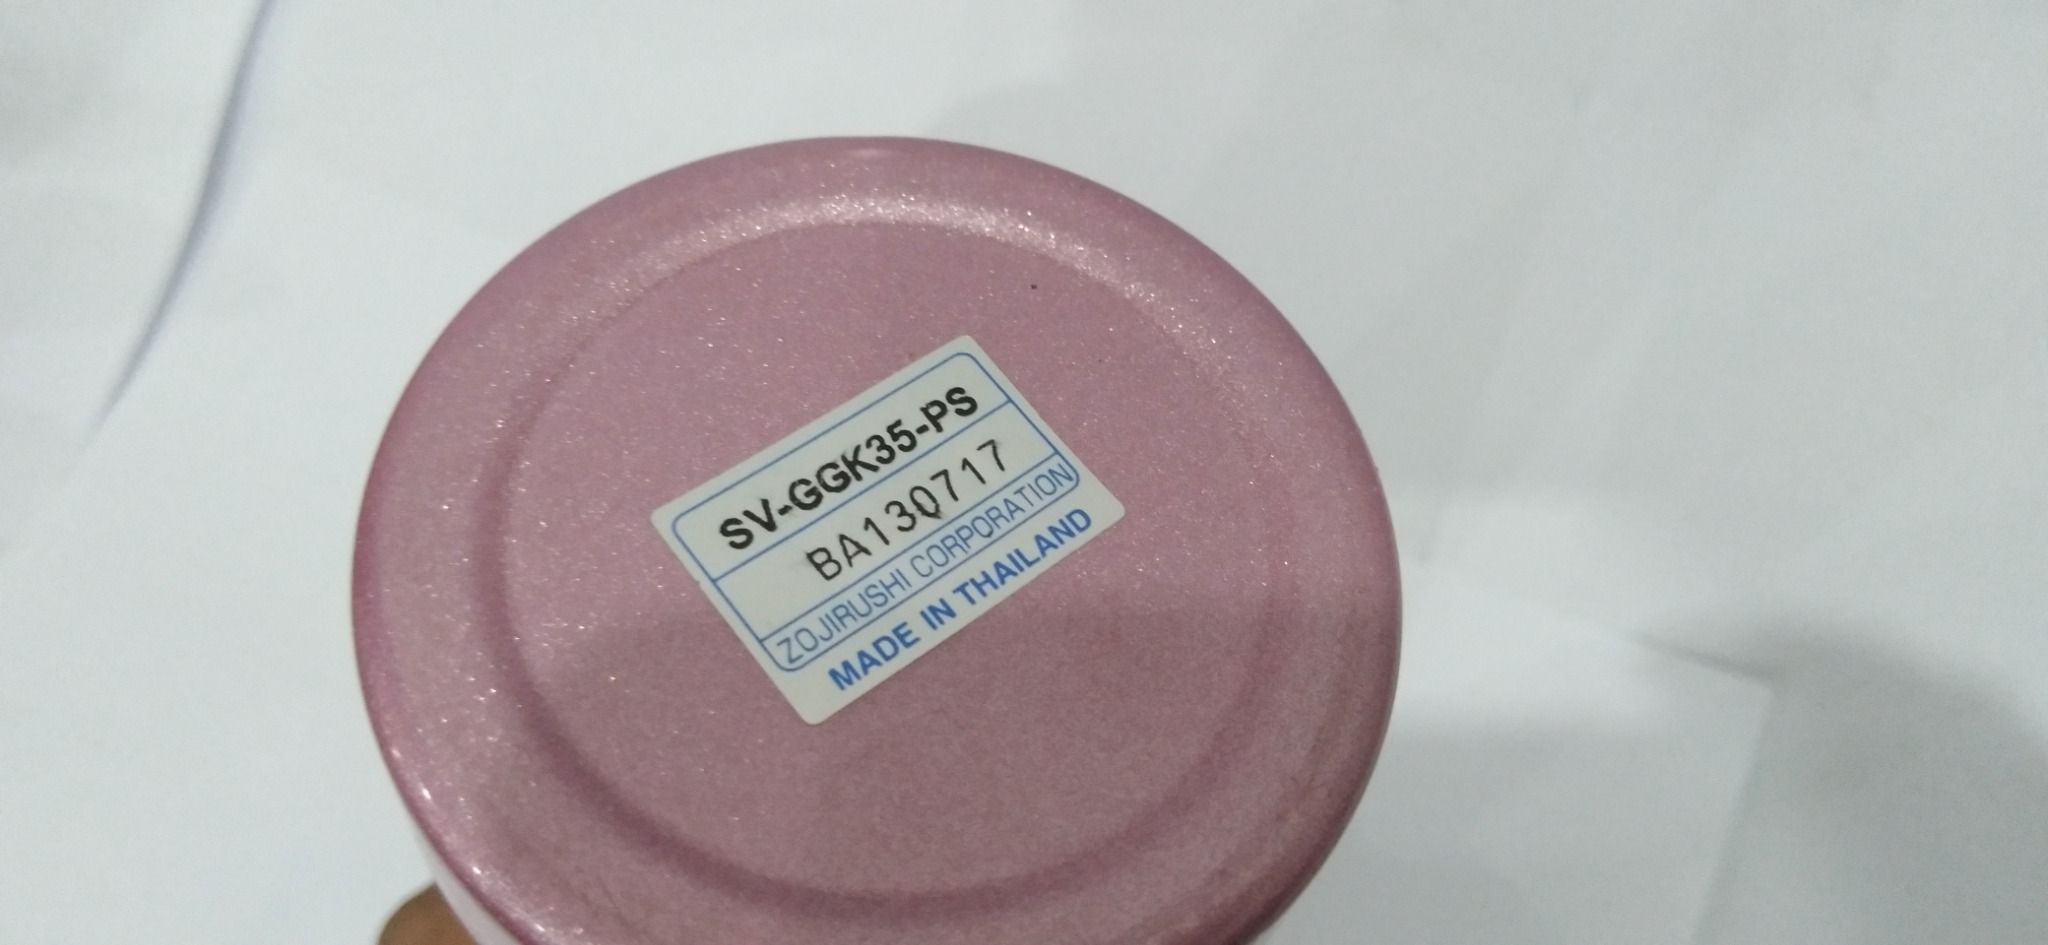 SV-GGK35-PS
BA130717
ZOJIRUSHI CORPORATION
MADE IN THAILAND